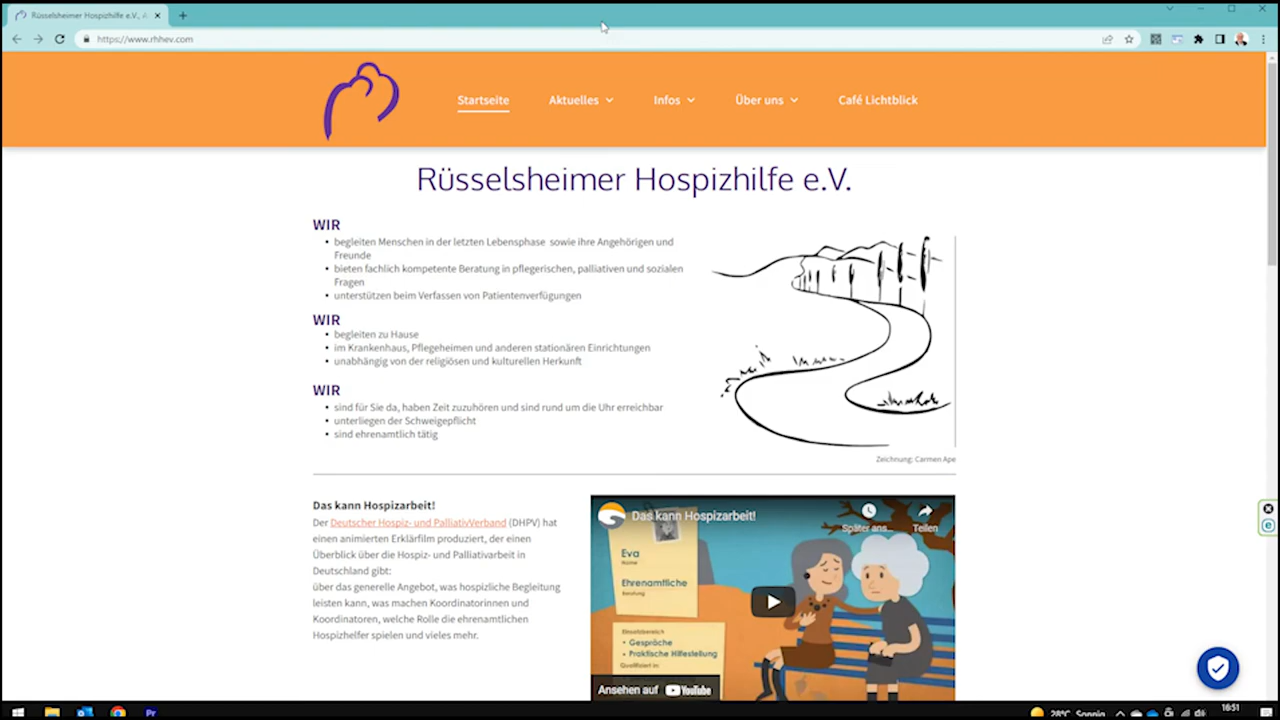 Rüsselsheimer Hospizhilfe e.V., A
https://www.rhhev.com
Startseite
Aktuelles
Infos
Über uns
Café Lichtblick
Rüsselsheimer Hospizhilfe e.V.
WIR
• begleiten Menschen in der letzten Lebensphase sowie ihre Angehörigen und
Freunde
• bieten fachlich kompetente Beratung in pflegerischen, palliativen und sozialen
Fragen
• unterstützen beim Verfassen von Patientenverfügungen
WIR
• begleiten zu Hause
• im Krankenhaus, Pflegeheimen und anderen stationären Einrichtungen
• unabhängig von der religiösen und kulturellen Herkunft
WIR
• sind für Sie da, haben Zeit zuzuhören und sind rund um die Uhr erreichbar
• unterliegen der Schweigepflicht
• sind ehrenamtlich tätig
Zeichnung: Carmen Ape
Das kann Hospizarbeit!
Der Deutscher Hospiz- und PalliativVerband (DHPV) hat
einen animierten Erklärfilm produziert, der einen
Überblick über die Hospiz- und Palliativarbeit in
Deutschland gibt:
über das generelle Angebot, was hospizliche Begleitung
leisten kann, was machen Koordinatorinnen und
Koordinatoren, welche Rolle die ehrenamtlichen
Hospizhelfer spielen und vieles mehr.
Das kann Hospizarbeit!
Später ans...
Teilen
Eva
Name
Ehrenamtliche
Beratung
Einsatzbereich
• Gespräche
• Praktische Hilfestellung
Qualifiziert in:
Ansehen auf YouTube
Pr
28°C Sonnig
16:51